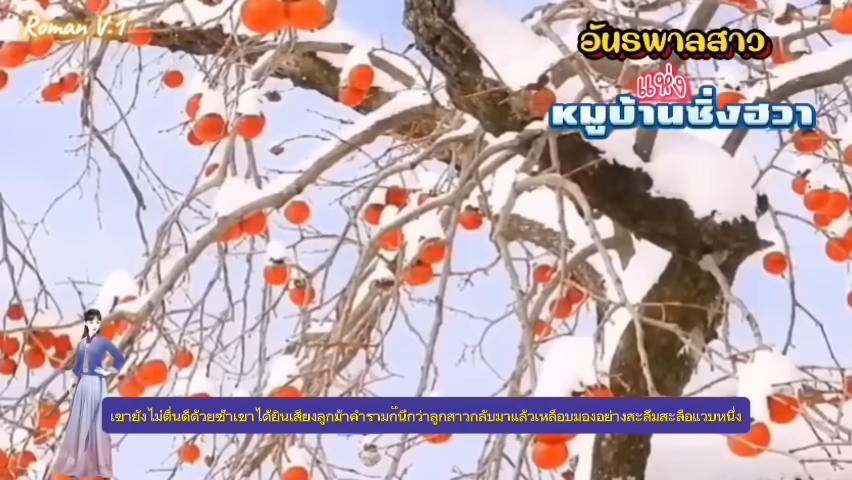 Roman V.1
อันธพาลสาว
แห่ง
หมู่บ้านซิ่งฮวา
เขายังไม่ตื่นดีด้วยซ้ำเขาได้ยินเสียงลูกม้าคำรามก็นึกว่าลูกสาวกลับมาแล้วเหลือบมองอย่างสะลึมสะลือแวบหนึ่ง